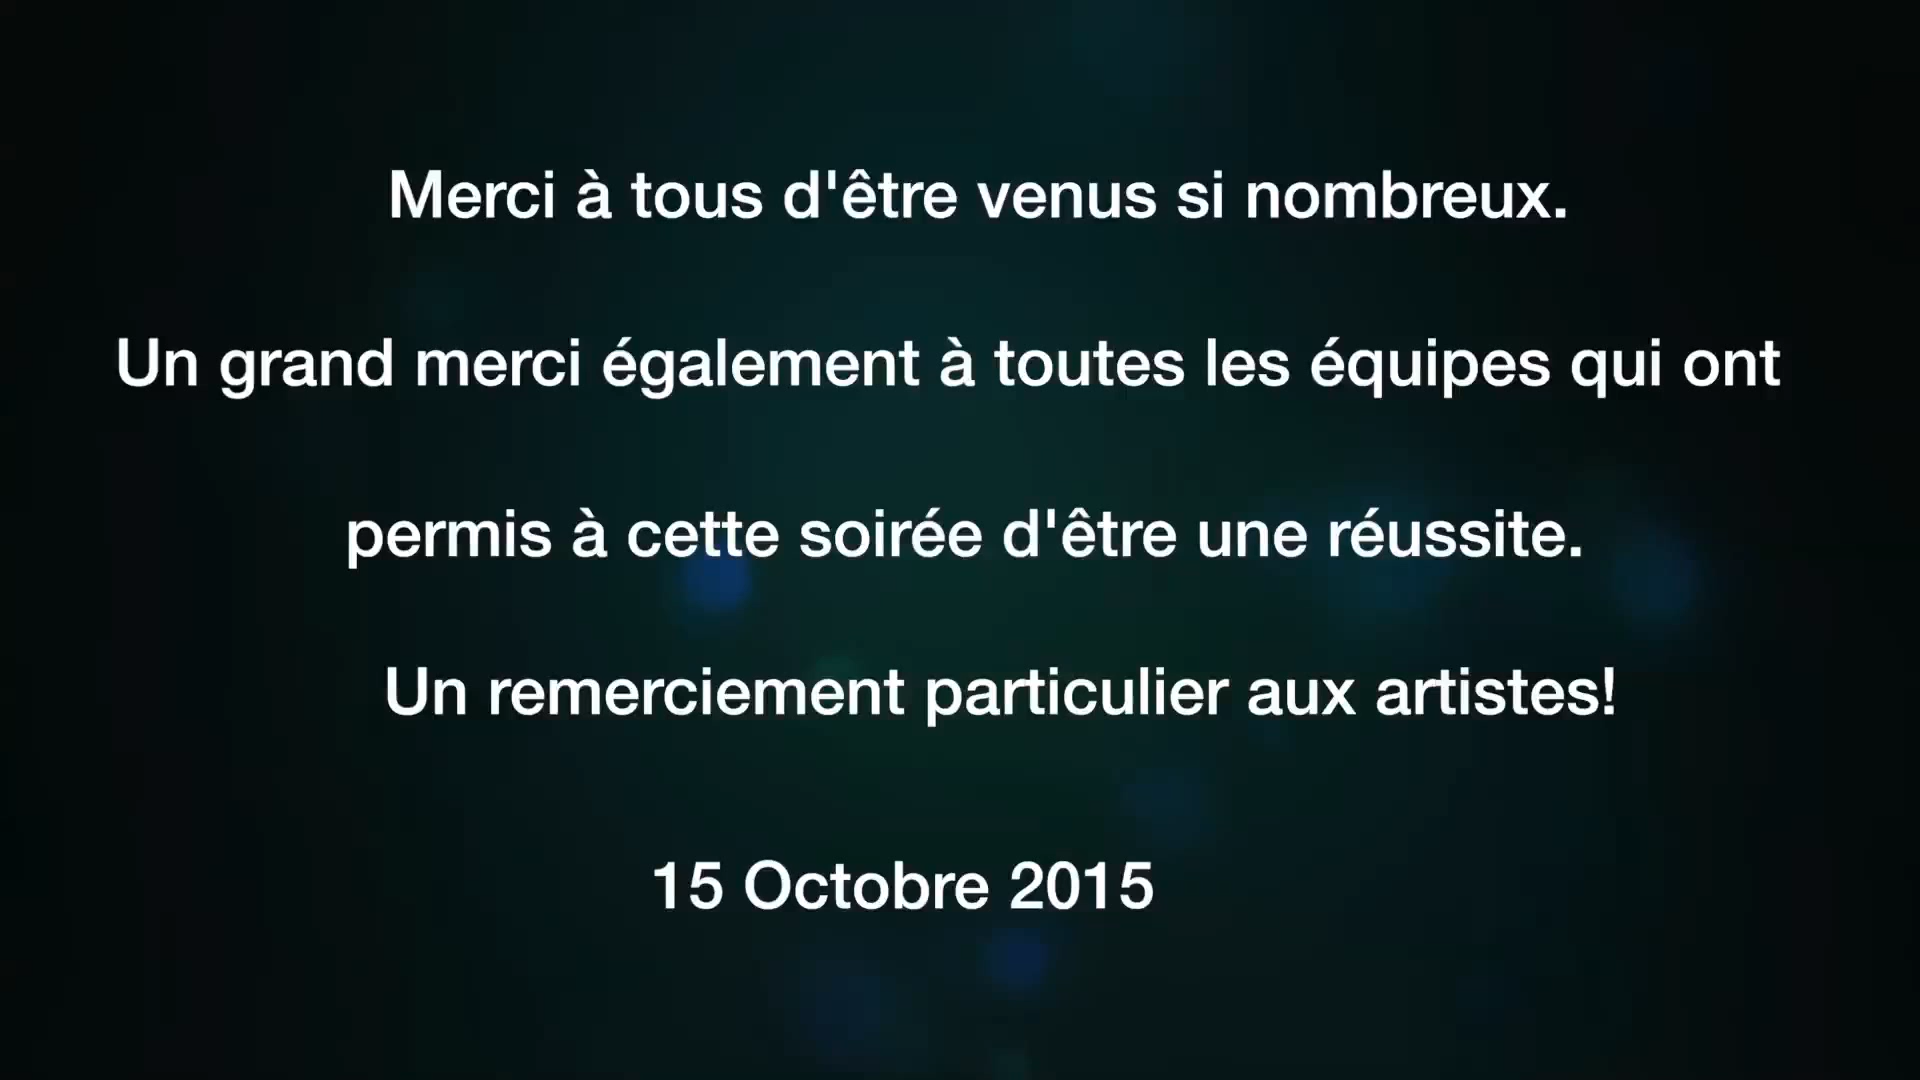 Merci à tous d'être venus si nombreux.
Un grand merci également à toutes les équipes qui ont
permis à cette soirée d'être une réussite.
Un remerciement particulier aux artistes!
15 Octobre 2015